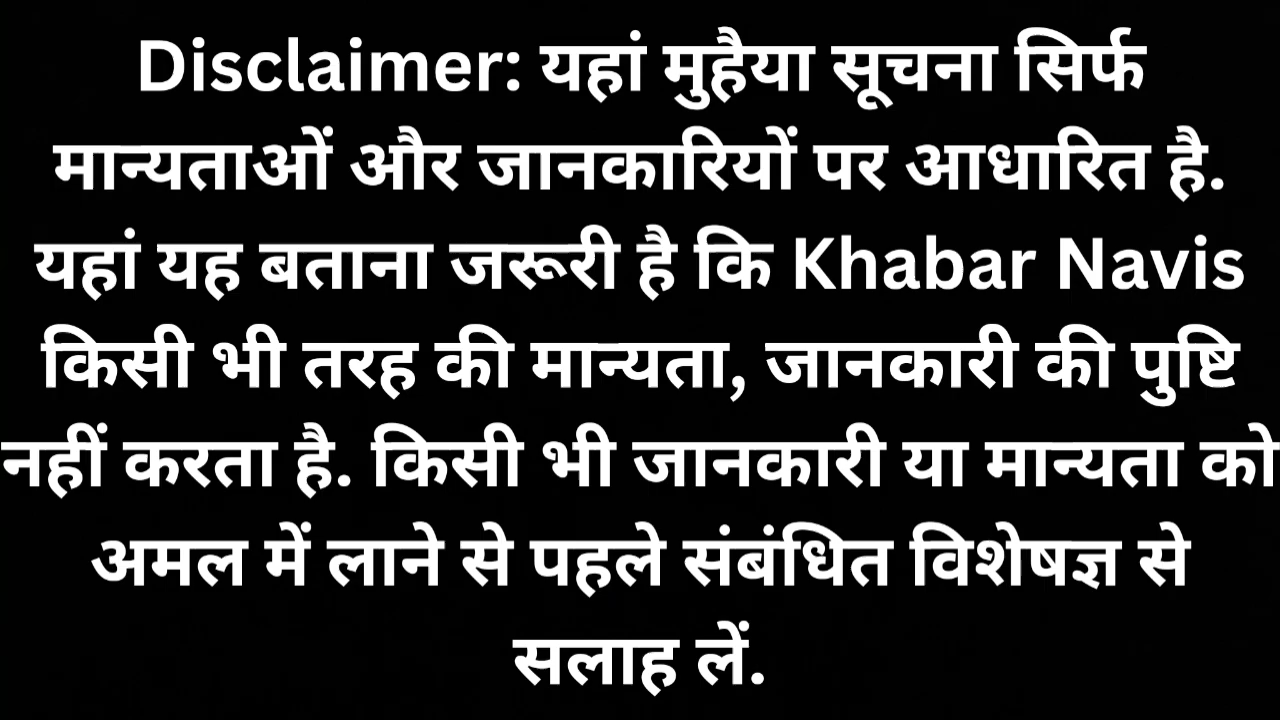 Disclaimer: यहां मुहैया सूचना सिर्फ
मान्यताओं और जानकारियों पर आधारित है.
यहां यह बताना जरूरी है कि Khabar Navis
किसी भी तरह की मान्यता, जानकारी की पुष्टि
नहीं करता है. किसी भी जानकारी या मान्यता को
अमल में लाने से पहले संबंधित विशेषज्ञ से
सलाह लें.